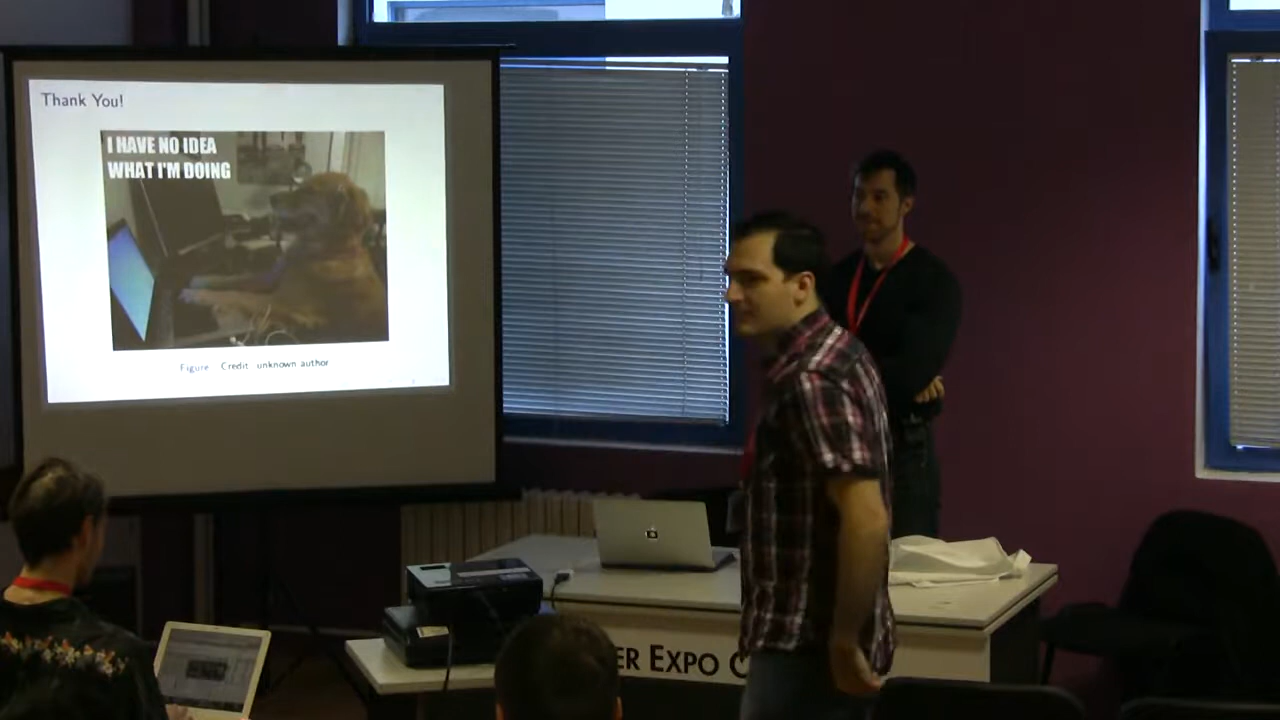 Thank You!
I HAVE NO IDEA
WHAT I'M DOING
Figure Credit unknown author
ER EXPO C